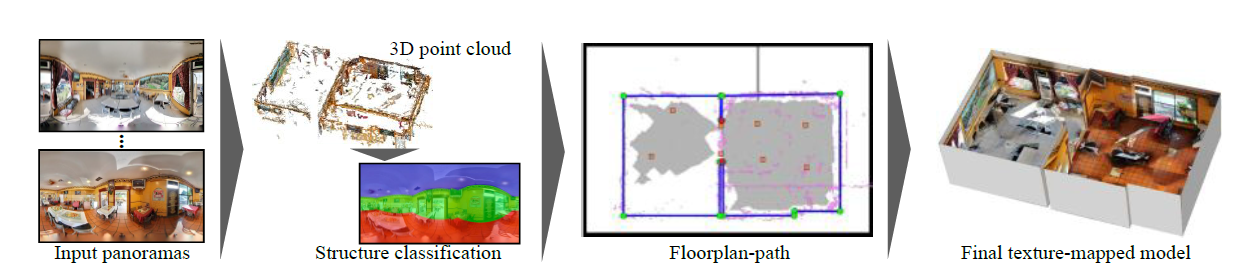 3D point cloud
Input panoramas
Structure classification
Floorplan-path
Final texture-mapped model